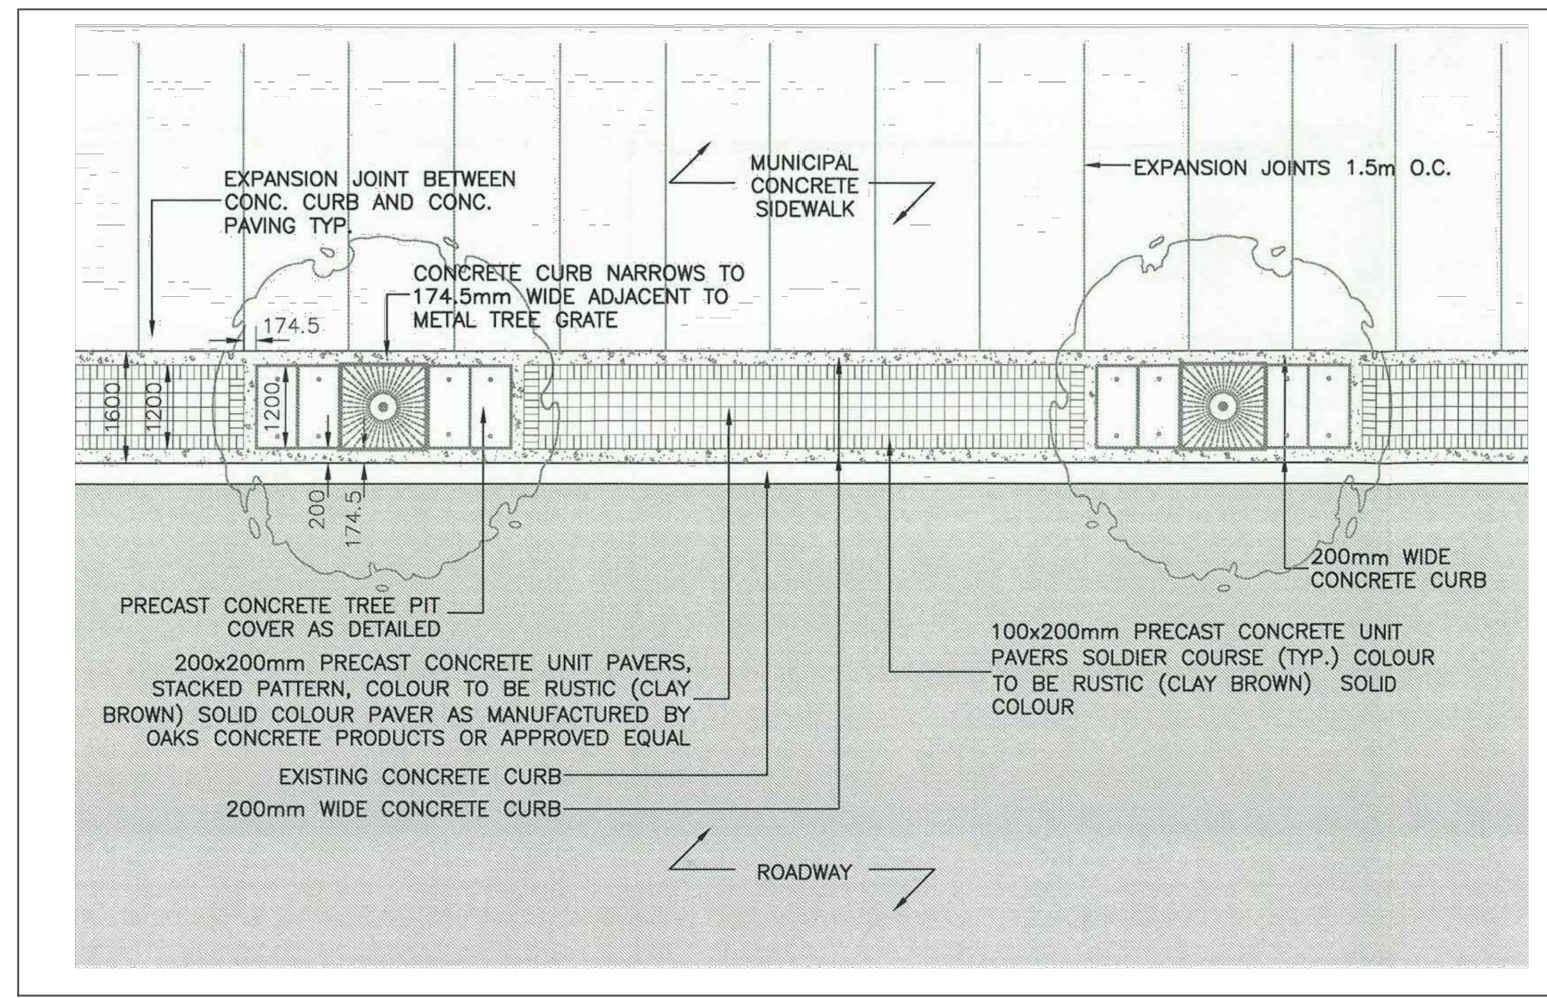 EXPANSION JOINT BETWEEN
CONC. CURB AND CONC.
PAVING TYP.
MUNICIPAL
CONCRETE
SIDEWALK
EXPANSION JOINTS 1.5m O.C.
CONCRETE CURB NARROWS TO
174.5mm WIDE ADJACENT TO
METAL TREE GRATE
174.5
1600
1200
1200
200
174.5
200mm WIDE
CONCRETE CURB
PRECAST CONCRETE TREE PIT
COVER AS DETAILED
200x200mm PRECAST CONCRETE UNIT PAVERS,
STACKED PATTERN, COLOUR TO BE RUSTIC (CLAY
BROWN) SOLID COLOUR PAVER AS MANUFACTURED BY
OAKS CONCRETE PRODUCTS OR APPROVED EQUAL
100x200mm PRECAST CONCRETE UNIT
PAVERS SOLDIER COURSE (TYP.) COLOUR
TO BE RUSTIC (CLAY BROWN) SOLID
COLOUR
EXISTING CONCRETE CURB
200mm WIDE CONCRETE CURB
ROADWAY